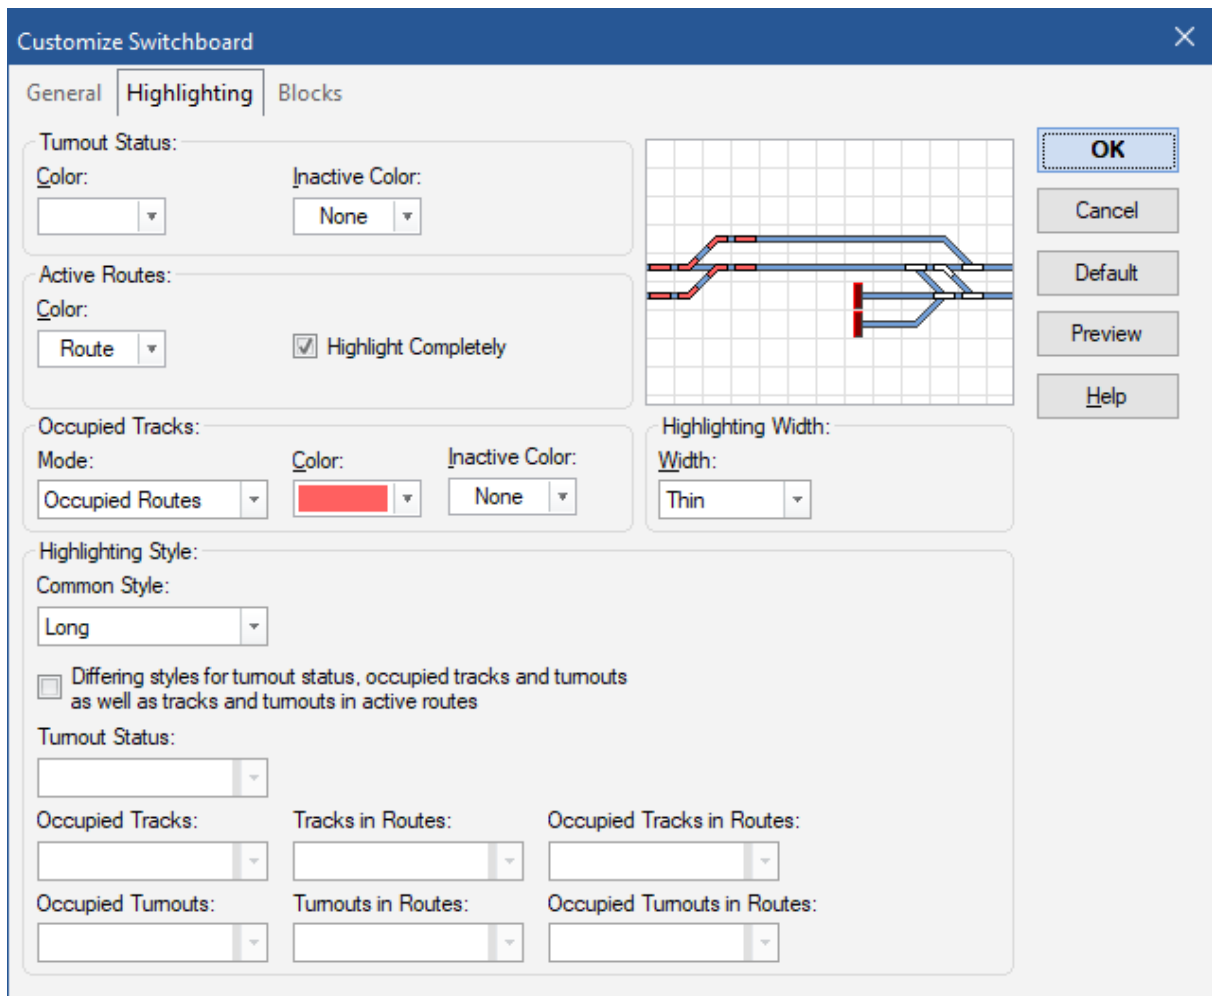 Customize Switchboard
General Highlighting Blocks
Turnout Status:
Color: Inactive Color:
None
Active Routes:
Color:
Route Highlight Completely
Occupied Tracks:
Mode: Color: Inactive Color:
Occupied Routes None
Highlighting Width:
Width:
Thin
OK
Cancel
Default
Preview
Help
Highlighting Style:
Common Style:
Long
Differing styles for turnout status, occupied tracks and turnouts
as well as tracks and turnouts in active routes
Turnout Status:
Occupied Tracks: Tracks in Routes: Occupied Tracks in Routes:
Occupied Turnouts: Turnouts in Routes: Occupied Turnouts in Routes: